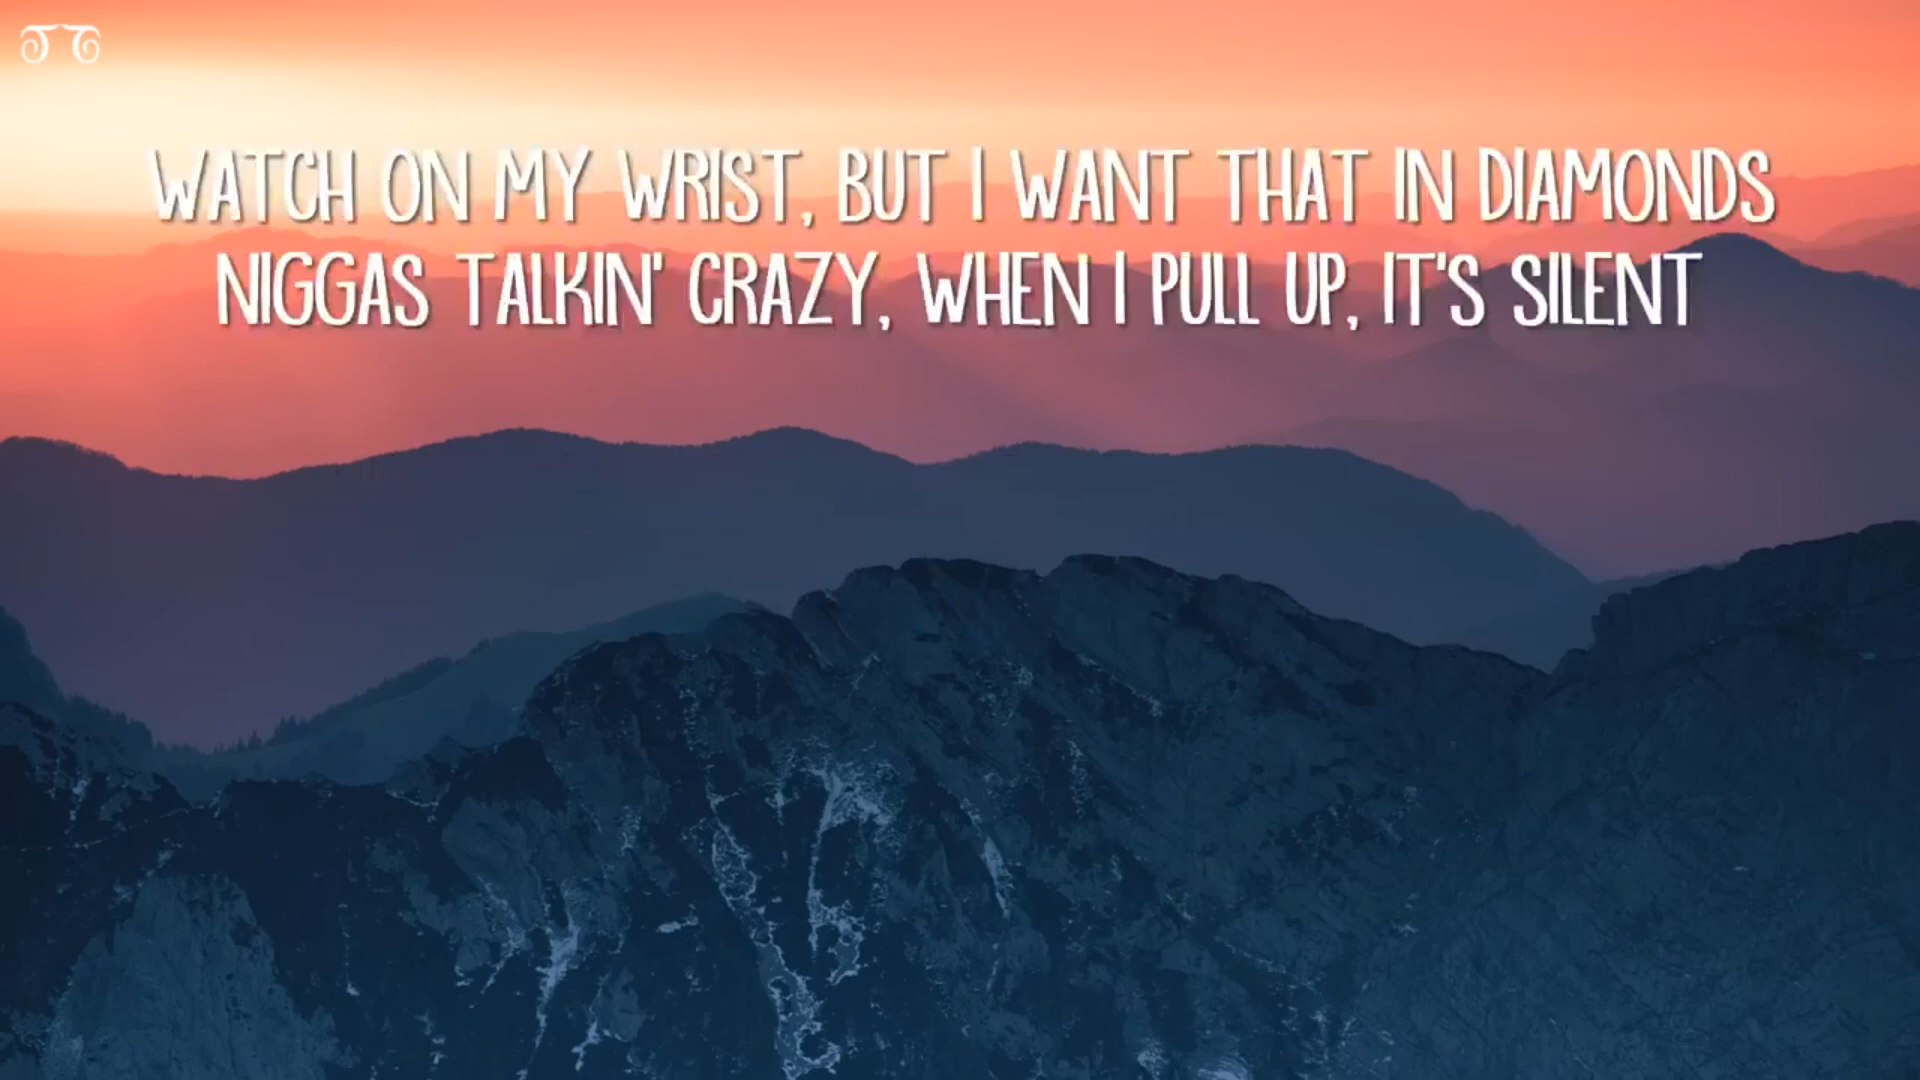 WATCH ON MY WRIST, BUT I WANT THAT IN DIAMONDS
NIGGAS TALKIN' CRAZY, WHEN I PULL UP, IT'S SILENT